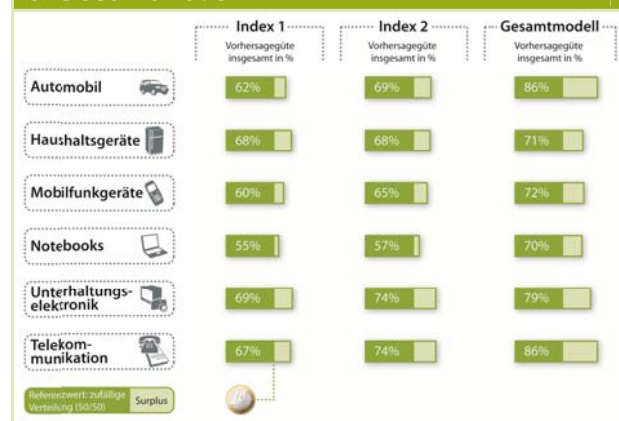 Index 1 Index 2 Gesamtmodell
Vorhersagegüte Vorhersagegüte Vorhersagegüte
insgesamt in % insgesamt in % insgesamt in %
Automobil 62% 69% 86%
Haushaltsgeräte 68% 68% 71%
Mobilfunkgeräte 60% 65% 72%
Notebooks 55% 57% 70%
Unterhaltungs-
elektronik 69% 74% 79%
Telekom-
munikation 67% 74% 86%
Referenzwert: zufällige
Verteilung (50/50) Surplus